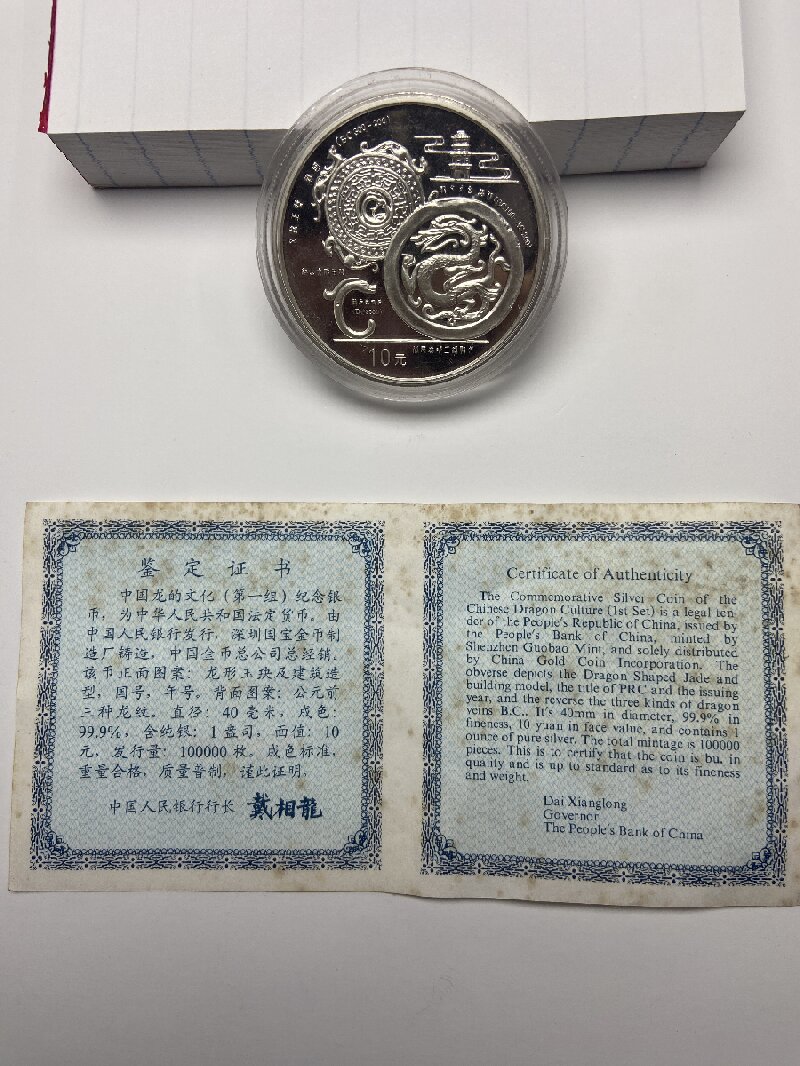 10元
鉴定证书
中国龙的文化(第一组)纪念银
币,为中华人民共和国法定货币。由
中国人民银行发行,深圳国宝金币制
造厂铸造,中国金币总公司总经销。
该币正面图案:龙形玉玦及建筑造
型,国号,年号。背面图案:公元前
三种龙纹。直径:40毫米,成色:
99.9%,含纯银:1盎司,面值:10
元,发行量:100000枚。成色标准,
重量合格,质量普制,谨此证明。
中国人民银行行长 戴相龍
Certificate of Authenticity
The Commemorative Silver Coin of the
Chinese Dragon Culture (1st Set) is a legal ten-
der of the People's Republic of China, issued by
the People's Bank of China, minted by
Shenzhen Guobao Mint, and solely distributed
by China Gold Coin Incorporation. The
obverse depicts the Dragon Shaped Jade and
building model, the title of PRC and the issuing
year, and the reverse the three kinds of dragon
veins B.C.. It's 40mm in diameter, 99.9% in
fineness, 10 yuan in face value, and contains 1
ounce of pure silver. The total mintage is 100000
pieces. This is to certify that the coin is bu. in
quality and is up to standard as to its fineness
and weight.
Dai Xianglong
Governor
The People's Bank of China